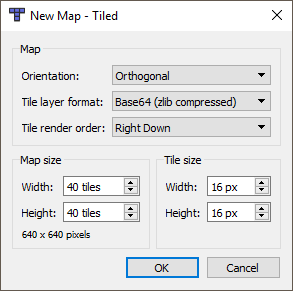 New Map - Tiled
Map
Orientation: Orthogonal
Tile layer format: Base64 (zlib compressed)
Tile render order: Right Down
Map size
Width: 40 tiles
Height: 40 tiles
640 x 640 pixels
Tile size
Width: 16 px
Height: 16 px
OK Cancel